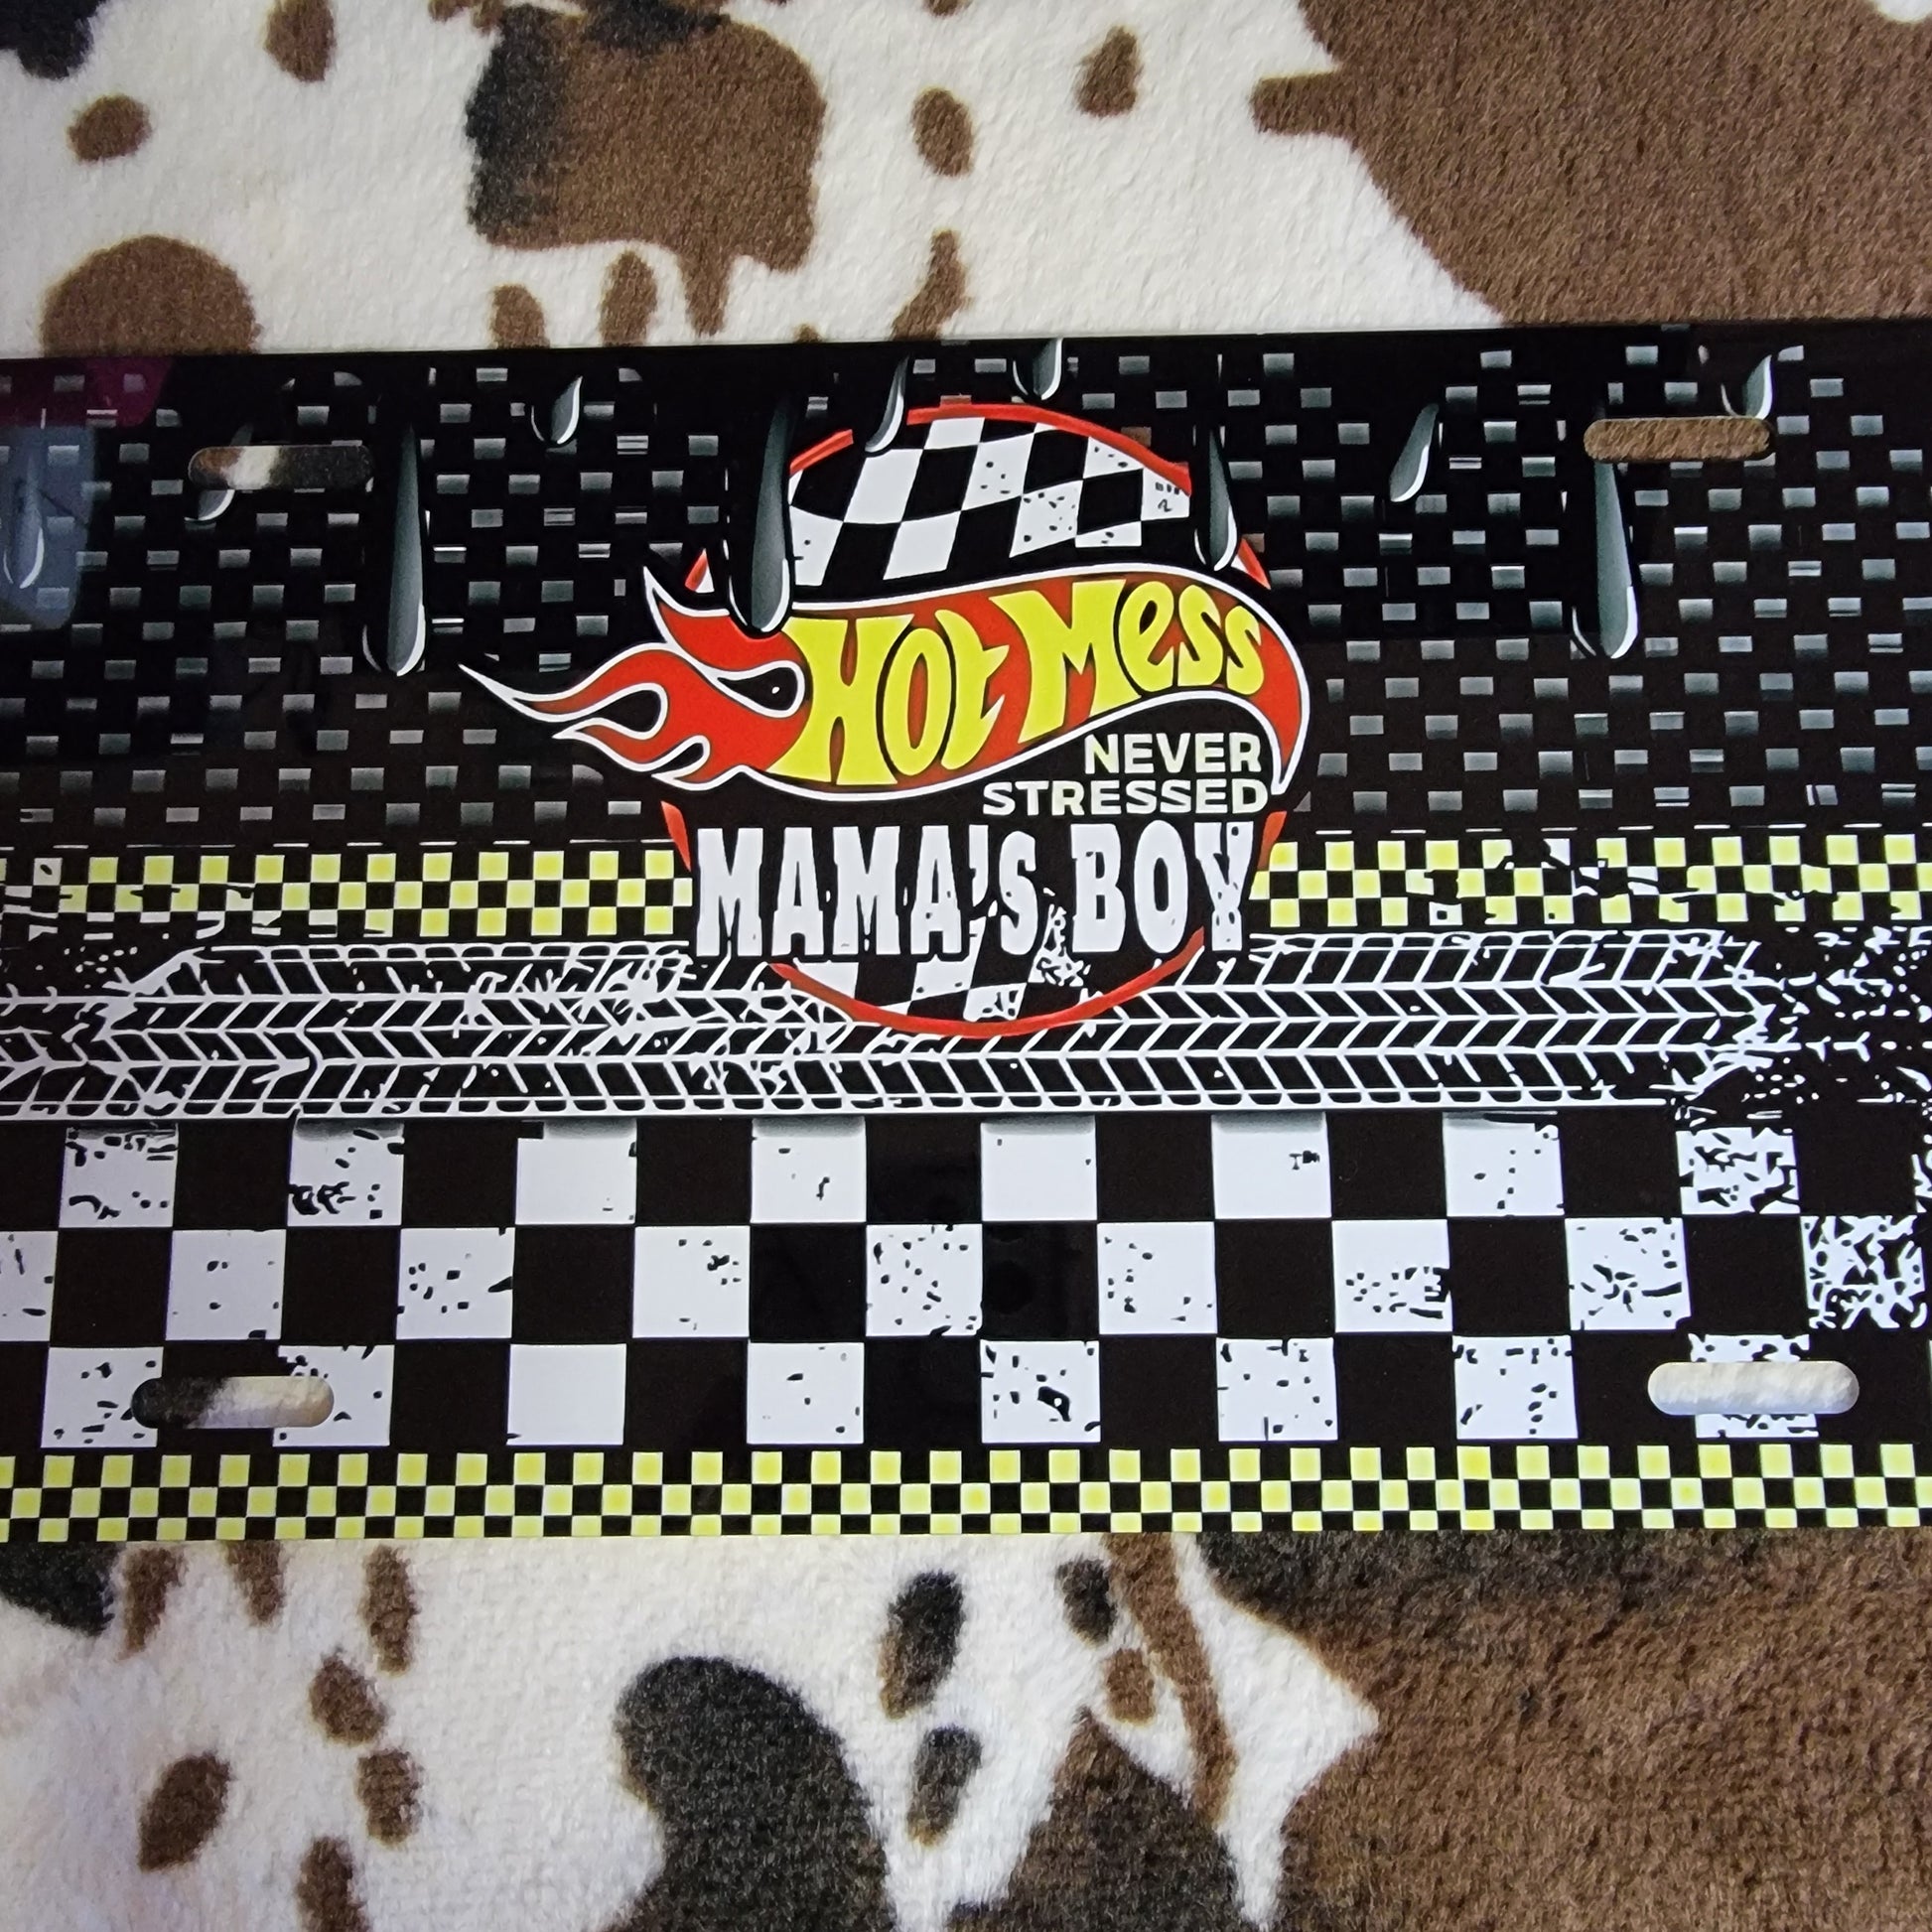 Hot Mess
NEVER
STRESSED
MAMA'S BOY